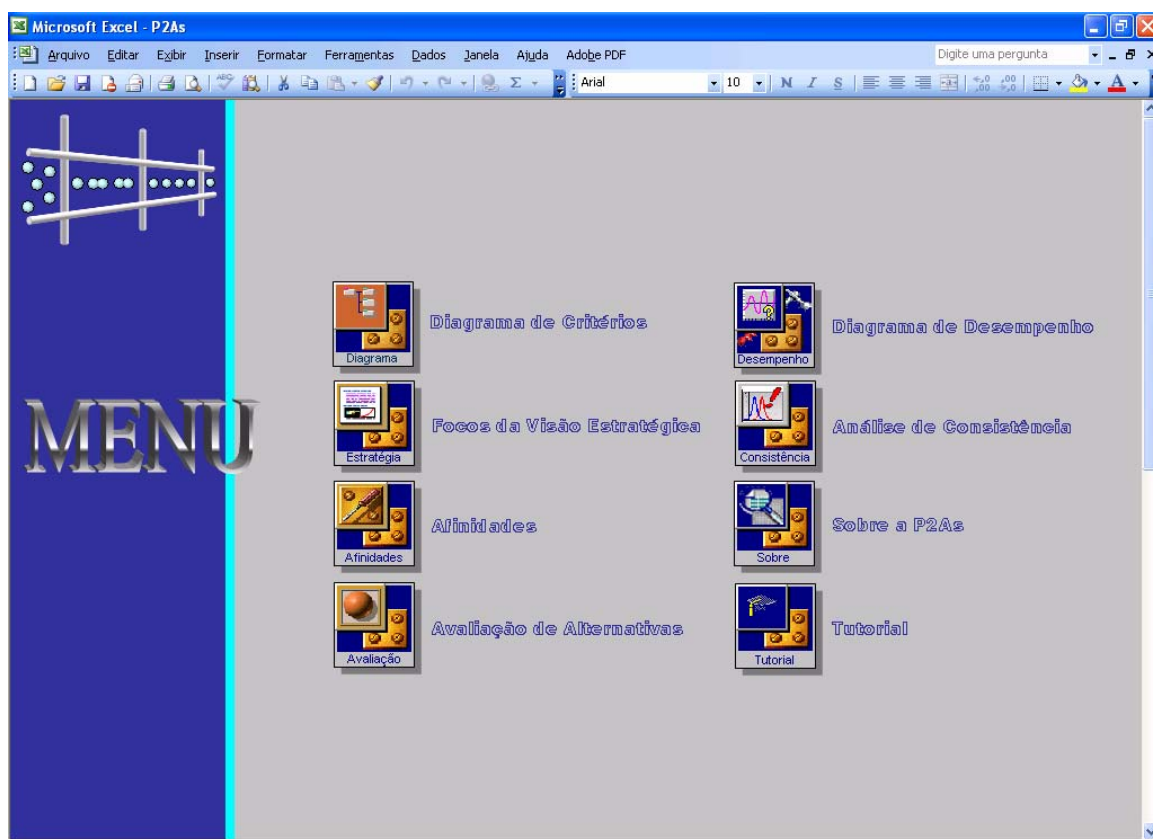 Microsoft Excel - P2As
Arquivo Editar Exibir Inserir Formatar Ferramentas Dados Janela Ajuda Adobe PDF Digite uma pergunta
Arial 10 N I S
MENU
Diagrama
Diagrama de Critérios
Estratégia
Focos da Visão Estratégica
Afinidades
Afinidades
Avaliação
Avaliação de Alternativas
Desempenho
Diagrama de Desempenho
Consistência
Análise de Consistência
Sobre
Sobre a P2As
Tutorial
Tutorial